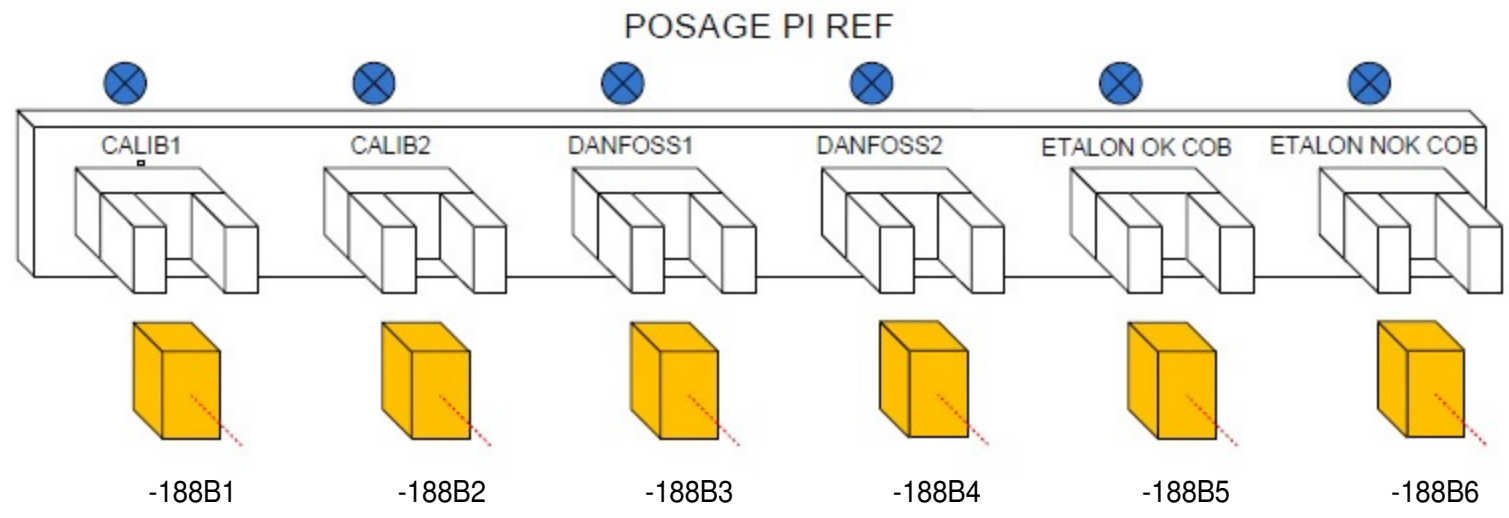 POSAGE PI REF
CALIB1 CALIB2 DANFOSS1 DANFOSS2 ETALON OK COB ETALON NOK COB
-188B1 -188B2 -188B3 -188B4 -188B5 -188B6